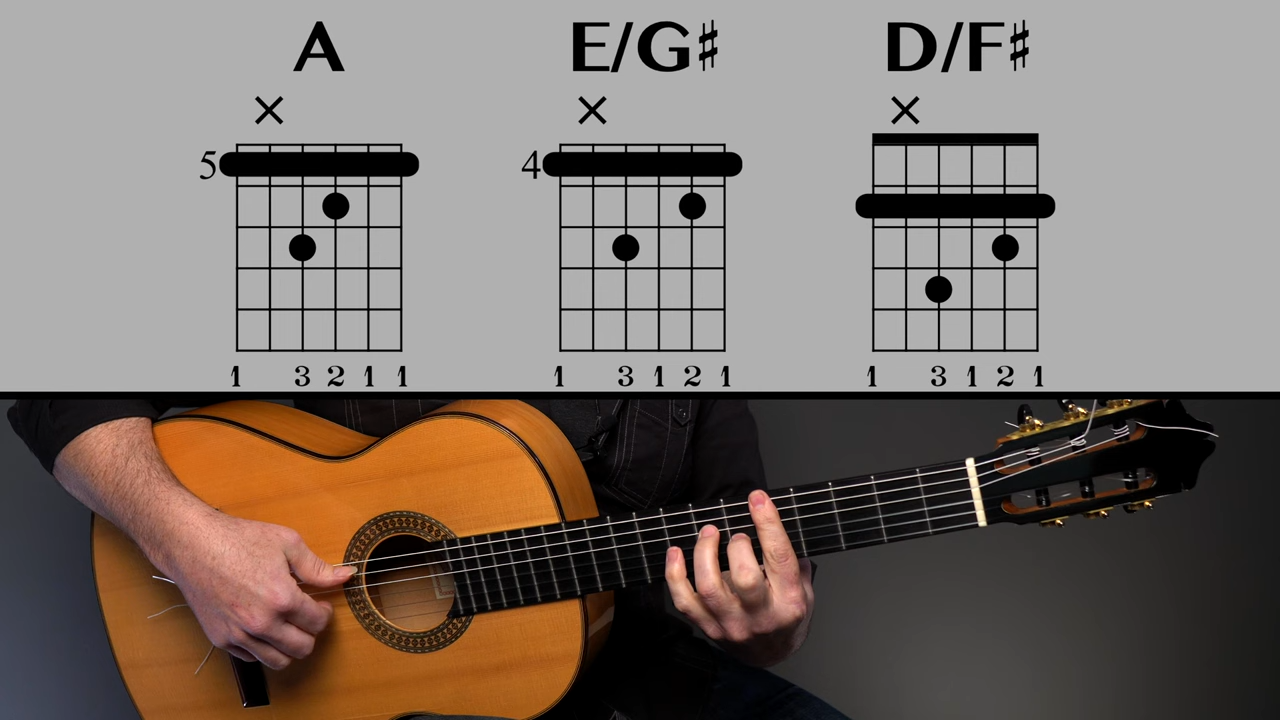 A E/G♯ D/F♯
× × ×
5 4
1 3 2 1 1 1 3 1 2 1 1 3 1 2 1